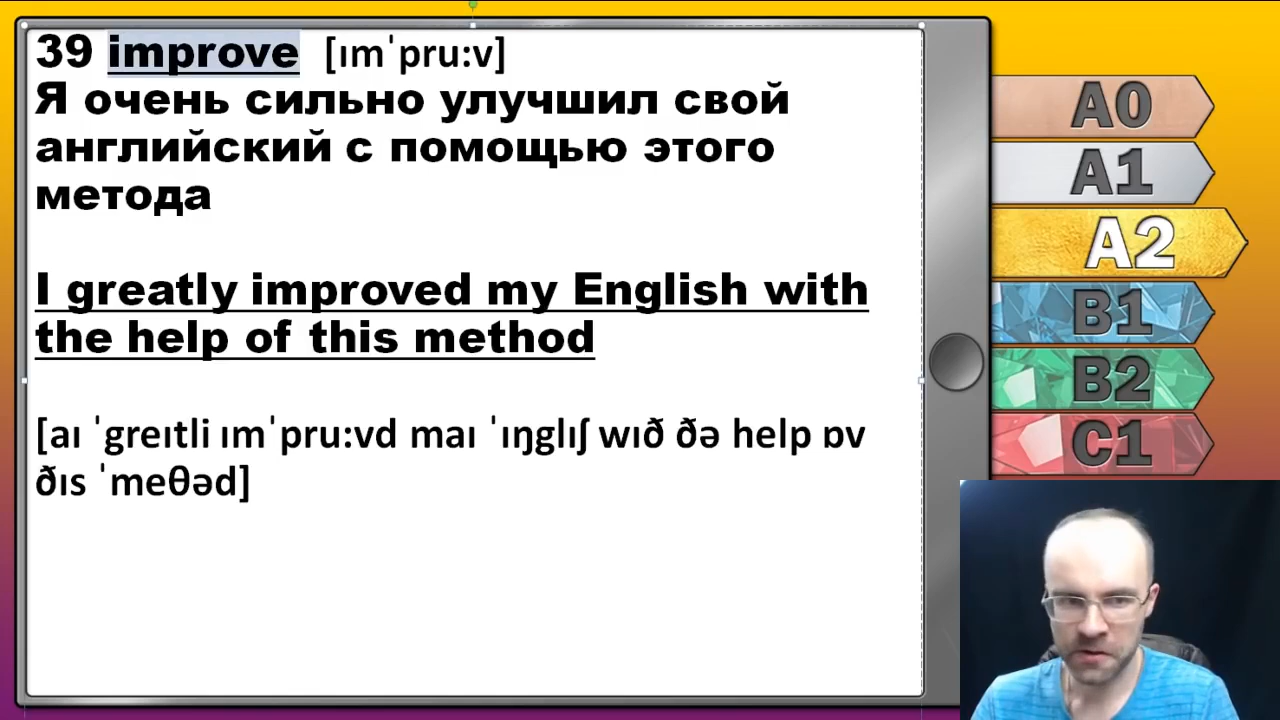 39 improve [ɪmˈpru:v]
Я очень сильно улучшил свой
английский с помощью этого
метода
I greatly improved my English with
the help of this method
[aɪ ˈgreɪtli ɪmˈpru:vd maɪ ˈɪŋglɪʃ wɪð ðə help ɒv
ðɪs ˈmeθəd]
A0
A1
A2
B1
B2
C1